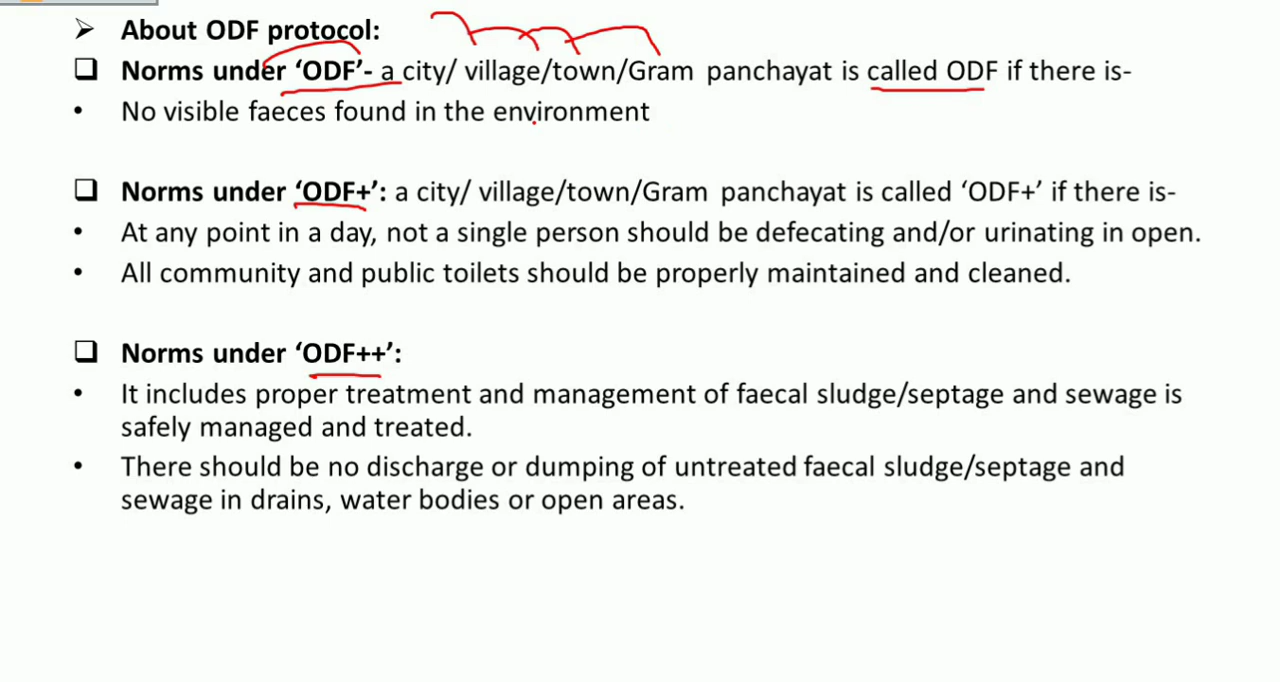 ➢ About ODF protocol:
❑ Norms under ‘ODF’- a city/ village/town/Gram panchayat is called ODF if there is-
• No visible faeces found in the environment
❑ Norms under ‘ODF+’: a city/ village/town/Gram panchayat is called ‘ODF+’ if there is-
• At any point in a day, not a single person should be defecating and/or urinating in open.
• All community and public toilets should be properly maintained and cleaned.
❑ Norms under ‘ODF++’:
• It includes proper treatment and management of faecal sludge/septage and sewage is
safely managed and treated.
• There should be no discharge or dumping of untreated faecal sludge/septage and
sewage in drains, water bodies or open areas.